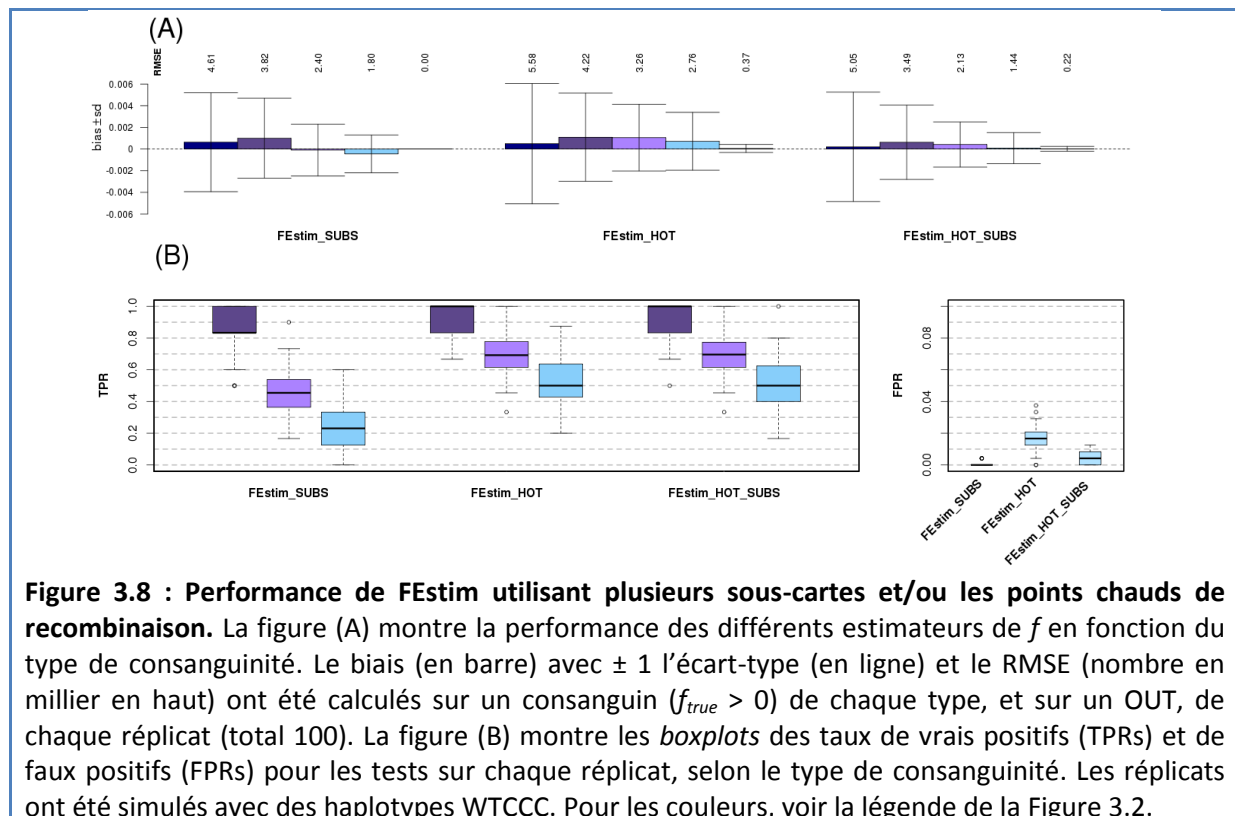 (A)
RMSE
4.61
3.82
2.40
1.80
0.00
5.58
4.22
3.26
2.76
0.37
5.05
3.49
2.13
1.44
0.22
bias ± sd
0.006
0.004
0.002
0
-0.002
-0.004
-0.006
FEstim_SUBS
FEstim_HOT
FEstim_HOT_SUBS
(B)
TPR
1.0
0.8
0.6
0.4
0.2
0.0
FEstim_SUBS
FEstim_HOT
FEstim_HOT_SUBS
FPR
0.08
0.04
0.00
FEstim_SUBS
FEstim_HOT
FEstim_HOT_SUBS
Figure 3.8 : Performance de FEstim utilisant plusieurs sous-cartes et/ou les points chauds de
recombinaison. La figure (A) montre la performance des différents estimateurs de f en fonction du
type de consanguinité. Le biais (en barre) avec ± 1 l'écart-type (en ligne) et le RMSE (nombre en
millier en haut) ont été calculés sur un consanguin (ftrue > 0) de chaque type, et sur un OUT, de
chaque réplicat (total 100). La figure (B) montre les boxplots des taux de vrais positifs (TPRs) et de
faux positifs (FPRs) pour les tests sur chaque réplicat, selon le type de consanguinité. Les réplicats
ont été simulés avec des haplotypes WTCCC. Pour les couleurs, voir la légende de la Figure 3.2.